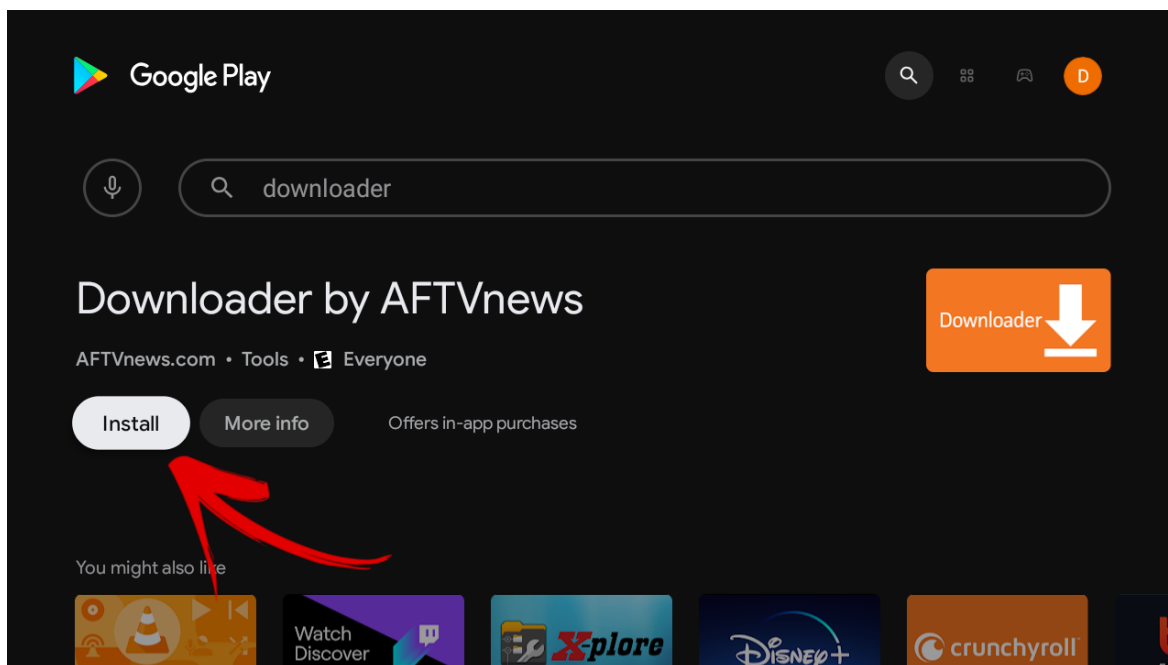 Google Play
D
downloader
Downloader by AFTVnews
Downloader
AFTVnews.com • Tools • E Everyone
Install
More info
Offers in-app purchases
You might also like
Watch
Discover
X-plore
Disney+
crunchyroll